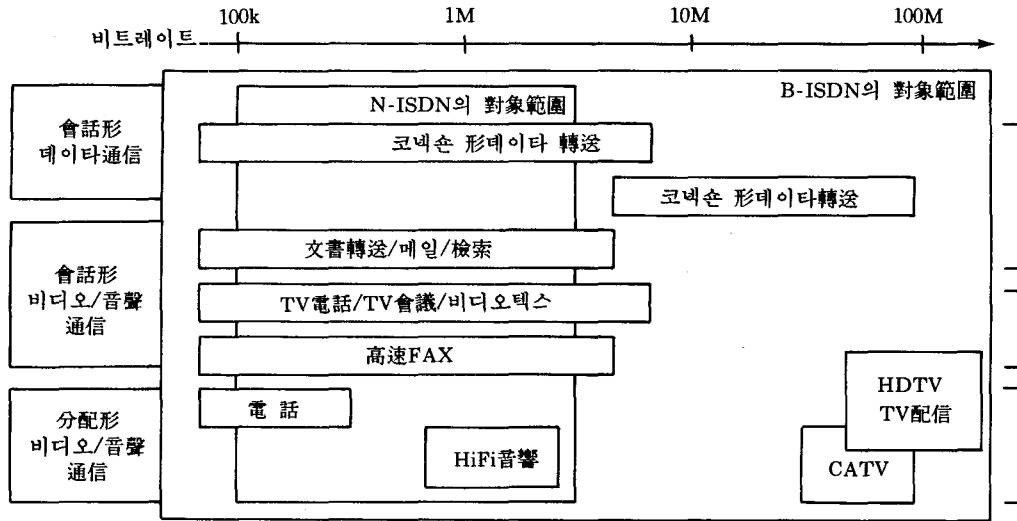 100k 1M 10M 100M
비트레이트
B-ISDN의 對象範圍
N-ISDN의 對象範圍
會話形
데이타通信
코넥숀 形데이타 轉送
코넥숀 形데이타轉送
會話形
비디오/音聲
通信
文書轉送/메일/檢索
TV電話/TV會議/비디오텍스
高速FAX
分配形
비디오/音聲
通信
電 話
HiFi音響
HDTV
TV配信
CATV